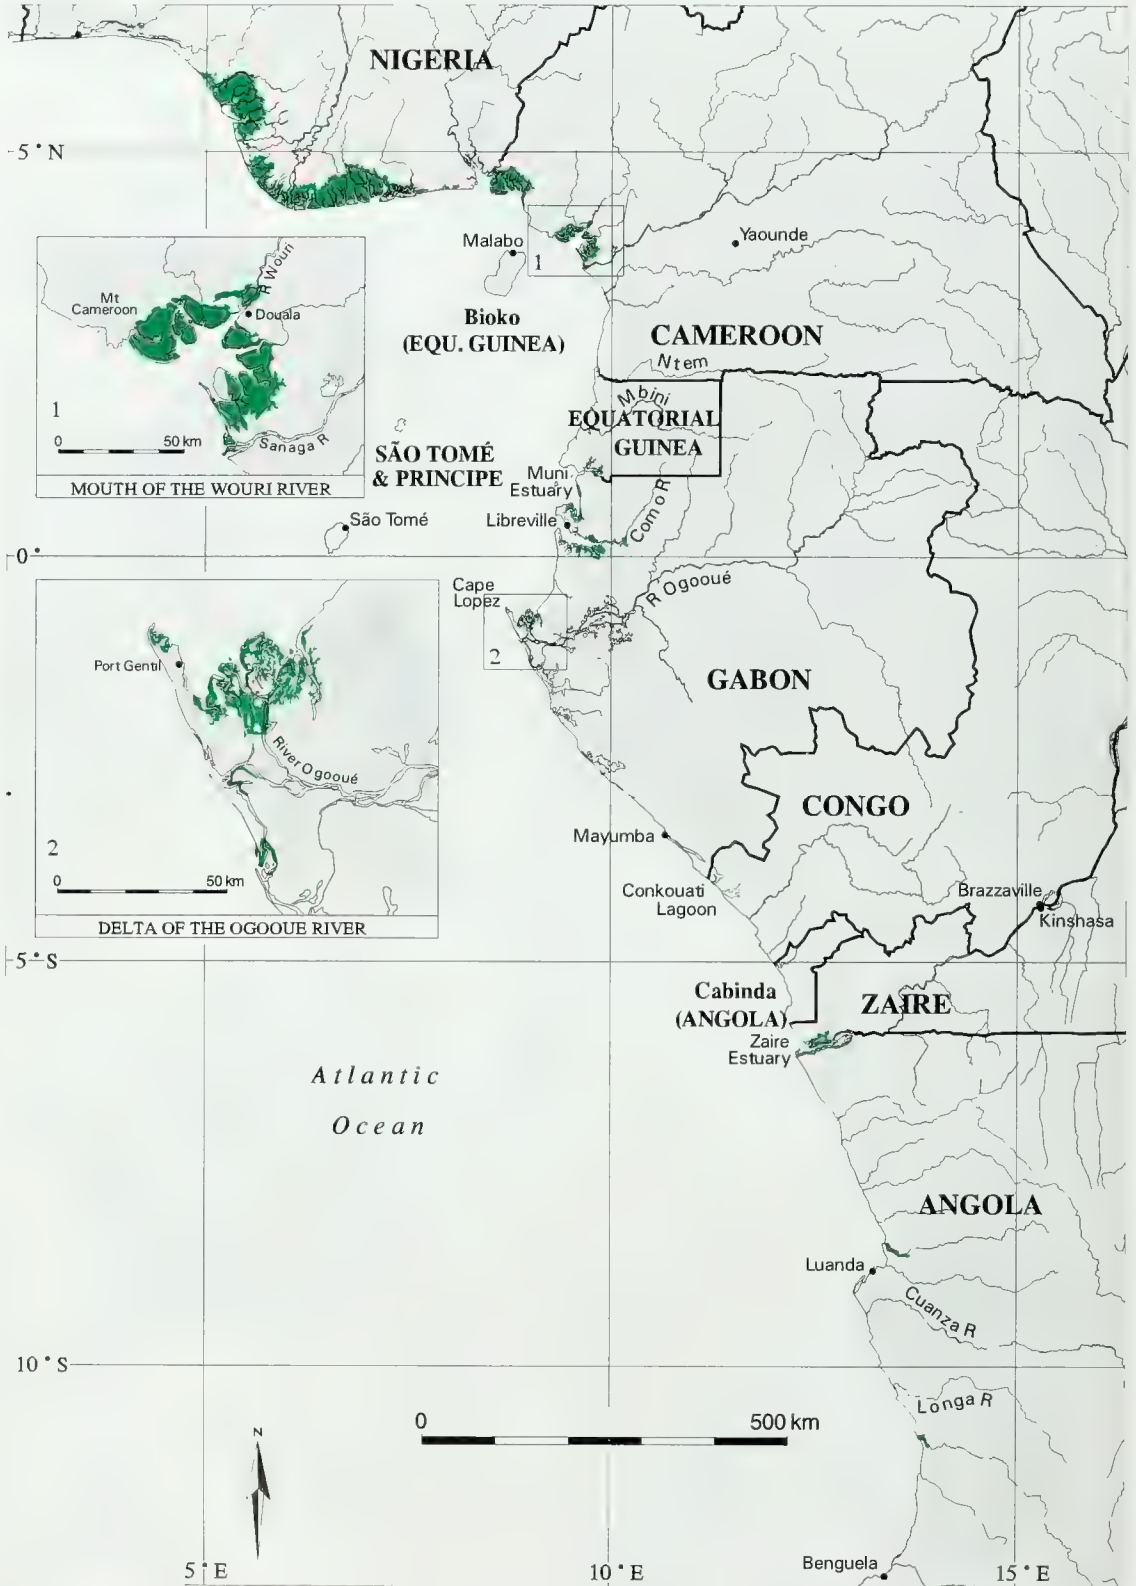 NIGERIA
5°N
Malabo
1
Yaounde
R Wouri
Mt
Cameroon
Douala
Bioko
(EQU. GUINEA)
CAMEROON
Ntem
Mbini
1
0
50 km
Sanaga R
EQUATORIAL
GUINEA
SÃO TOMÉ
& PRINCIPE
Muni
Estuary
MOUTH OF THE WOURI RIVER
São Tomé
Libreville
Como R
0°
Cape
Lopez
R Ogooué
Port Gentil
2
GABON
River Ogooué
CONGO
Mayumba
2
0
50 km
Conkouati
Lagoon
Brazzaville
Kinshasa
DELTA OF THE OGOOUE RIVER
5°S
Cabinda
(ANGOLA)
ZAIRE
Zaire
Estuary
Atlantic
Ocean
ANGOLA
Luanda
Cuanza R
10°S
Longa R
0
500 km
N
5°E
10°E
Benguela
15°E